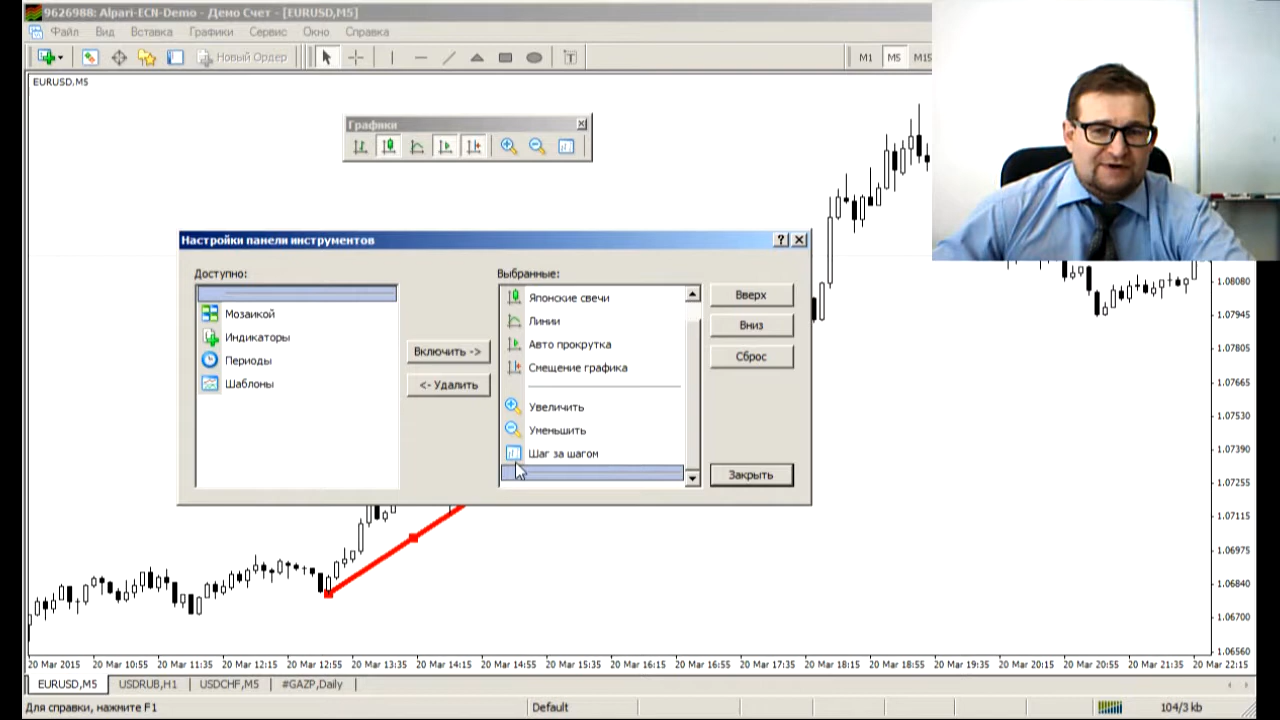 9626988: Alpari-ECN-Demo - Демо Счет - [EURUSD,M5]
Файл Вид Вставка Графики Сервис Окно Справка
Новый Ордер T M1 M5 M15
EURUSD,M5
Графики
Настройки панели инструментов
Доступно:
Мозаикой
Индикаторы
Периоды
Шаблоны
Включить ->
<- Удалить
Выбранные:
Японские свечи
Линии
Авто прокрутка
Смещение графика
Увеличить
Уменьшить
Шаг за шагом
Вверх
Вниз
Сброс
Закрыть
1.08080
1.07945
1.07805
1.07665
1.07530
1.07390
1.07255
1.07115
1.06975
1.06840
1.06700
1.06560
20 Mar 2015 20 Mar 10:55 20 Mar 11:35 20 Mar 12:15 20 Mar 12:55 20 Mar 13:35 20 Mar 14:15 20 Mar 14:55 20 Mar 15:35 20 Mar 16:15 20 Mar 16:55 20 Mar 17:35 20 Mar 18:15 20 Mar 18:55 20 Mar 19:35 20 Mar 20:15 20 Mar 20:55 20 Mar 21:35 20 Mar 22:15
EURUSD,M5 USDRUB,H1 USDCHF,M5 #GAZP,Daily
Для справки, нажмите F1 Default 104/3 kb